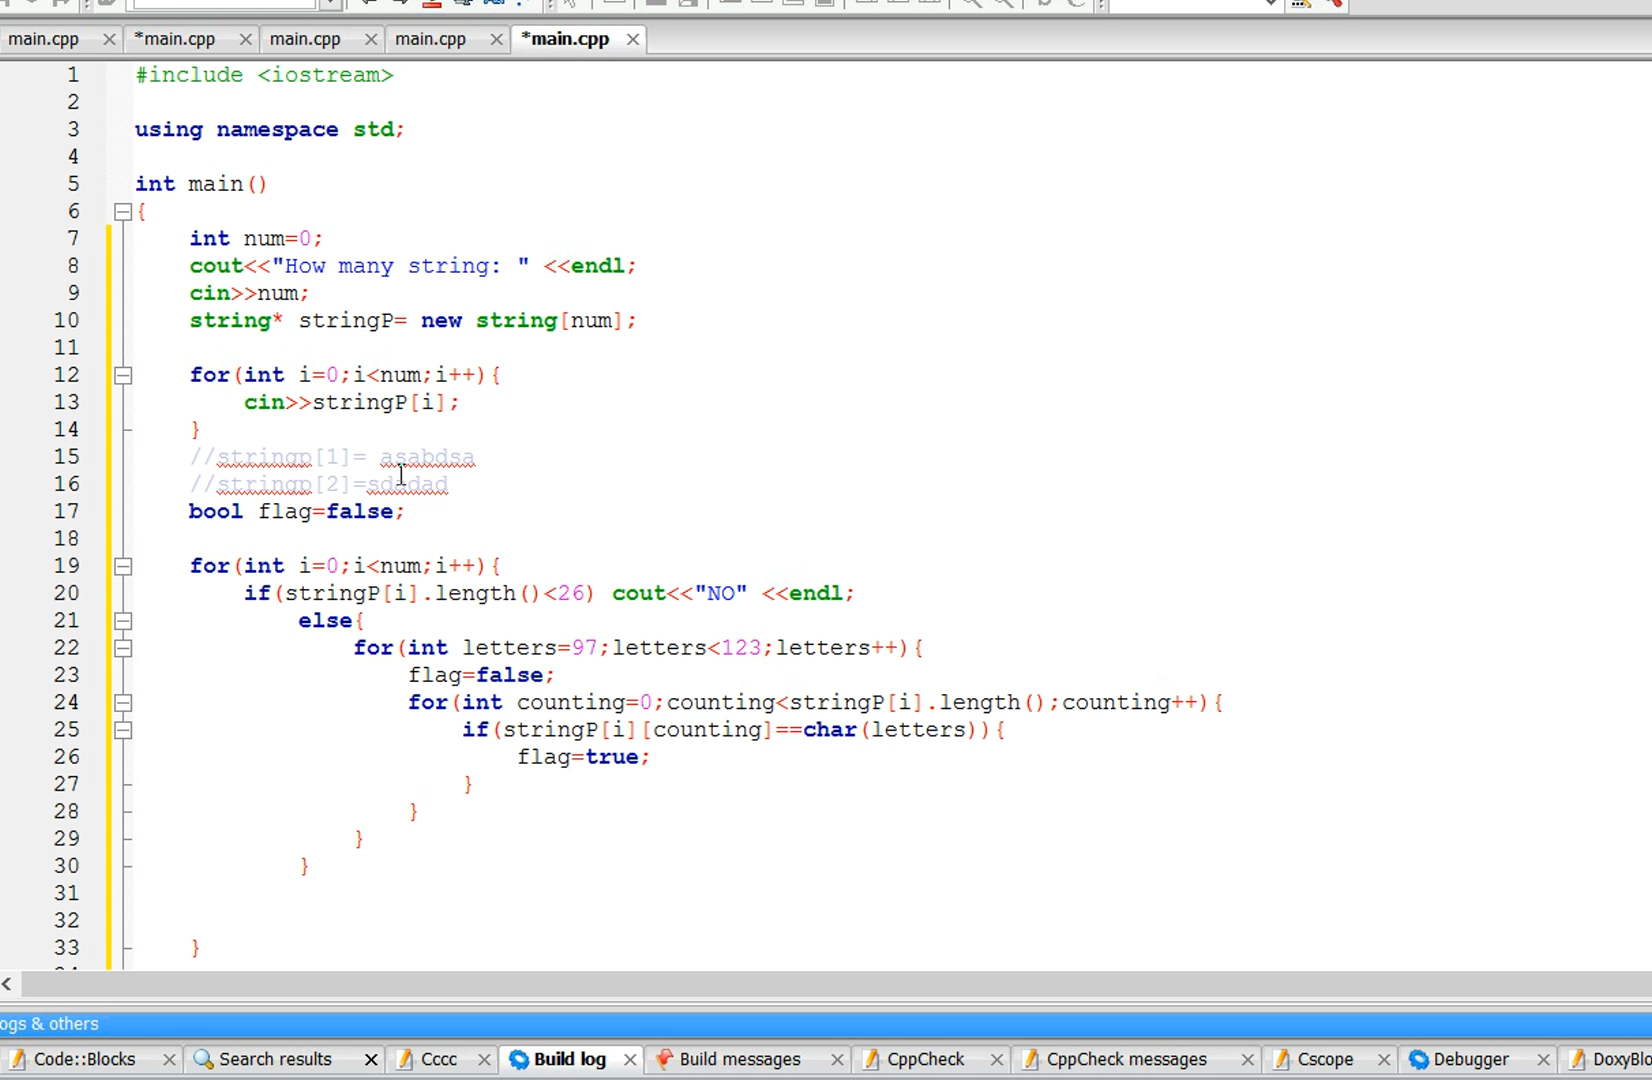 main.cpp *main.cpp main.cpp main.cpp *main.cpp
1 #include <iostream>
2
3 using namespace std;
4
5 int main()
6 {
7 int num=0;
8 cout<<"How many string: " <<endl;
9 cin>>num;
10 string* stringP= new string[num];
11
12 for(int i=0;i<num;i++){
13 cin>>stringP[i];
14 }
15 //stringp[1]= asabdsa
16 //stringp[2]=sdadad
17 bool flag=false;
18
19 for(int i=0;i<num;i++){
20 if(stringP[i].length()<26) cout<<"NO" <<endl;
21 else{
22 for(int letters=97;letters<123;letters++){
23 flag=false;
24 for(int counting=0;counting<stringP[i].length();counting++){
25 if(stringP[i][counting]==char(letters)){
26 flag=true;
27 }
28 }
29 }
30 }
31
32
33 }
ogs & others
Code::Blocks Search results Cccc Build log Build messages CppCheck CppCheck messages Cscope Debugger DoxyBlo